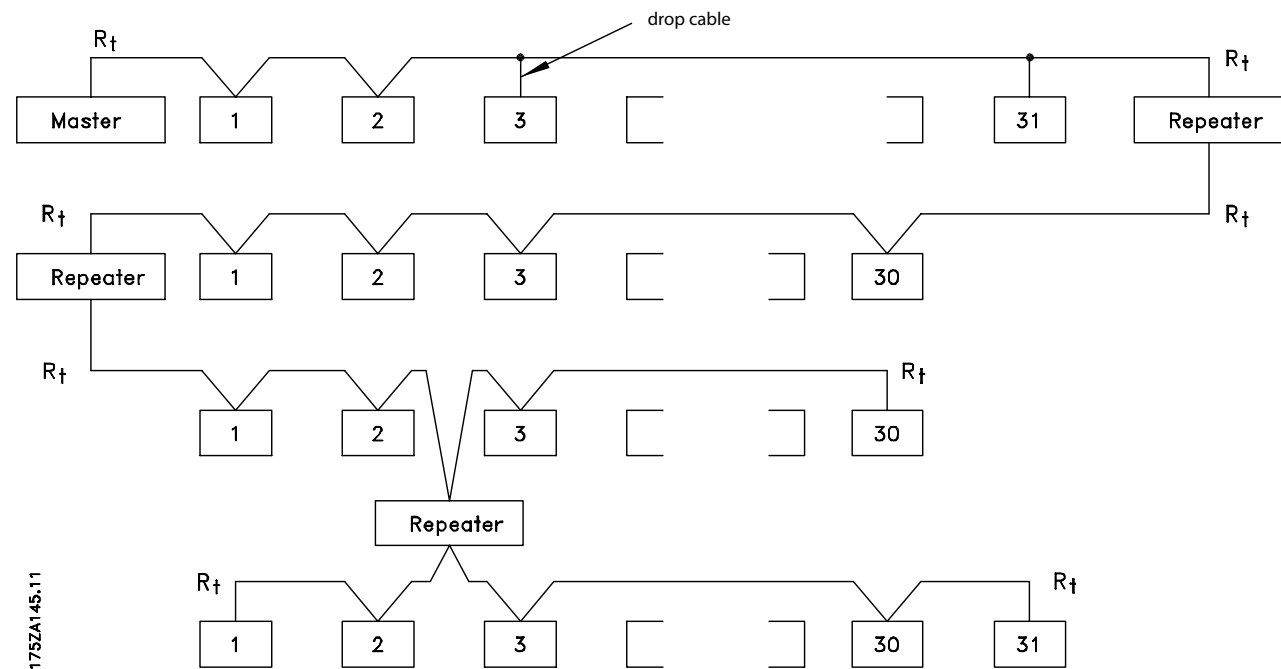 drop cable
Rt Rt
Master 1 2 3 31 Repeater
Rt Rt
Repeater 1 2 3 30
Rt Rt
1 2 3 30
Repeater
Rt Rt
1 2 3 30 31
175ZA145.11